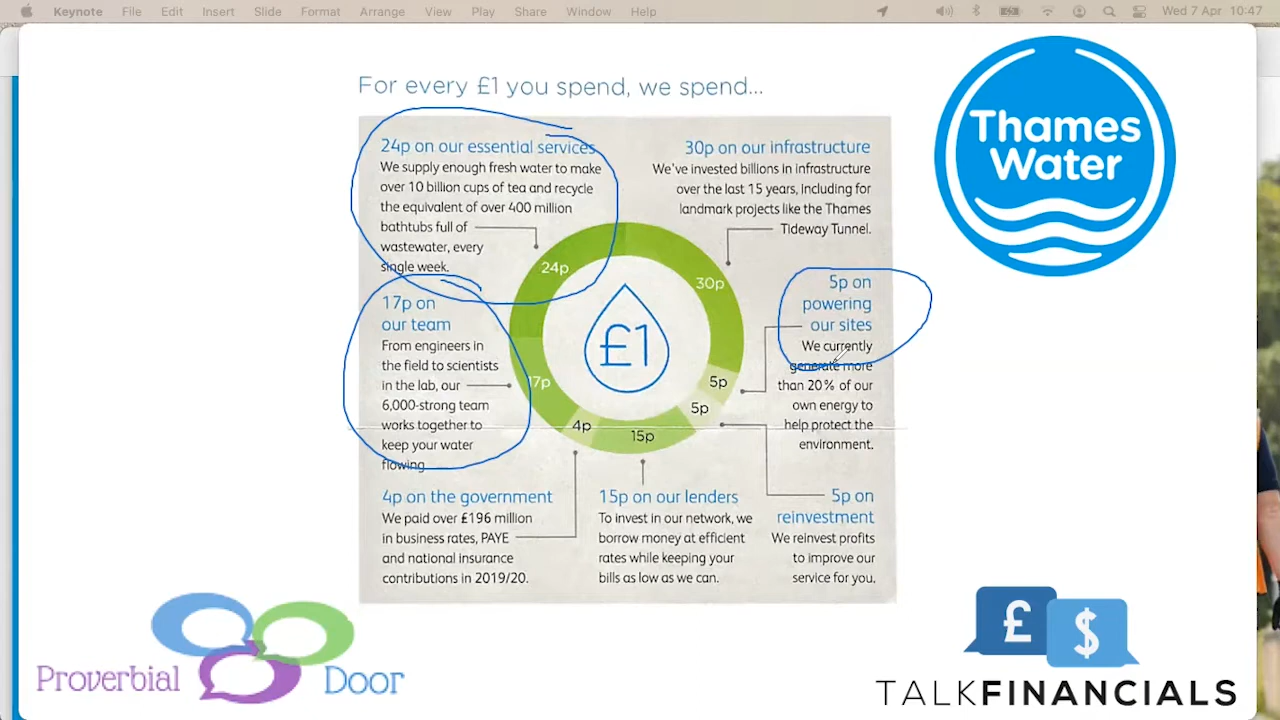 Keynote File Edit Insert Slide Format Arrange View Play Share Window Help Wed 7 Apr 10:47
For every £1 you spend, we spend...
24p on our essential services
We supply enough fresh water to make
over 10 billion cups of tea and recycle
the equivalent of over 400 million
bathtubs full of
wastewater, every
single week.
30p on our infrastructure
We've invested billions in infrastructure
over the last 15 years, including for
landmark projects like the Thames
Tideway Tunnel.
Thames
Water
17p on
our team
From engineers in
the field to scientists
in the lab, our
6,000-strong team
works together to
keep your water
flowing
24p
30p
£1
17p
5p
5p
4p
15p
5p on
powering
our sites
We currently
generate more
than 20% of our
own energy to
help protect the
environment.
4p on the government
We paid over £196 million
in business rates, PAYE
and national insurance
contributions in 2019/20.
15p on our lenders
To invest in our network, we
borrow money at efficient
rates while keeping your
bills as low as we can.
5p on
reinvestment
We reinvest profits
to improve our
service for you.
Proverbial Door
£ $
TALKFINANCIALS